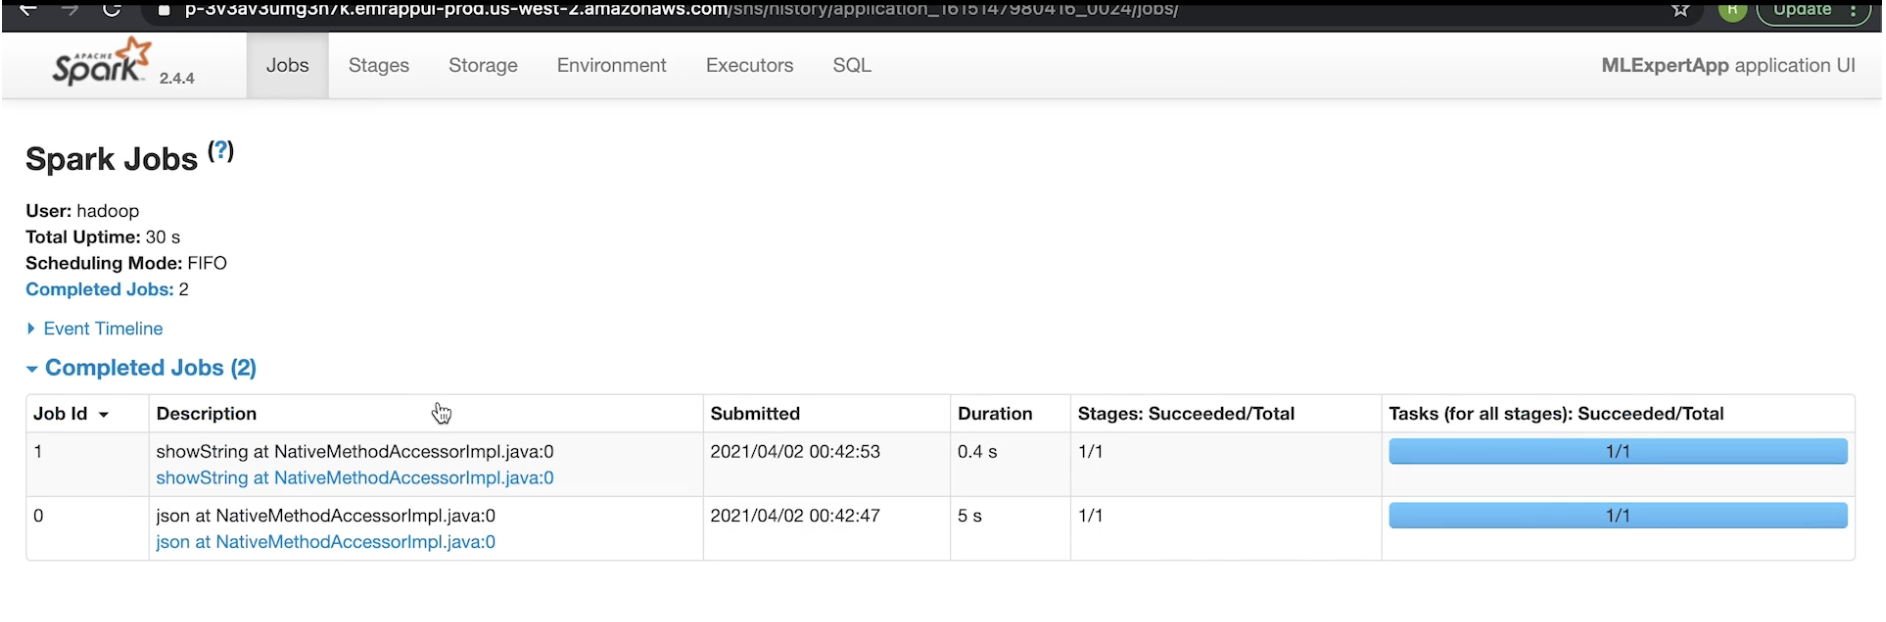 p-3v3av3umg3h7k.emrappui-prod.us-west-2.amazonaws.com/shs/history/application_1615147980416_0024/jobs/
R
Update
APACHE
Spark 2.4.4
Jobs Stages Storage Environment Executors SQL
MLExpertApp application UI
Spark Jobs (?)
User: hadoop
Total Uptime: 30 s
Scheduling Mode: FIFO
Completed Jobs: 2
Event Timeline
Completed Jobs (2)
Job Id Description Submitted Duration Stages: Succeeded/Total Tasks (for all stages): Succeeded/Total
1 showString at NativeMethodAccessorImpl.java:0 2021/04/02 00:42:53 0.4 s 1/1 1/1
showString at NativeMethodAccessorImpl.java:0
0 json at NativeMethodAccessorImpl.java:0 2021/04/02 00:42:47 5 s 1/1 1/1
json at NativeMethodAccessorImpl.java:0